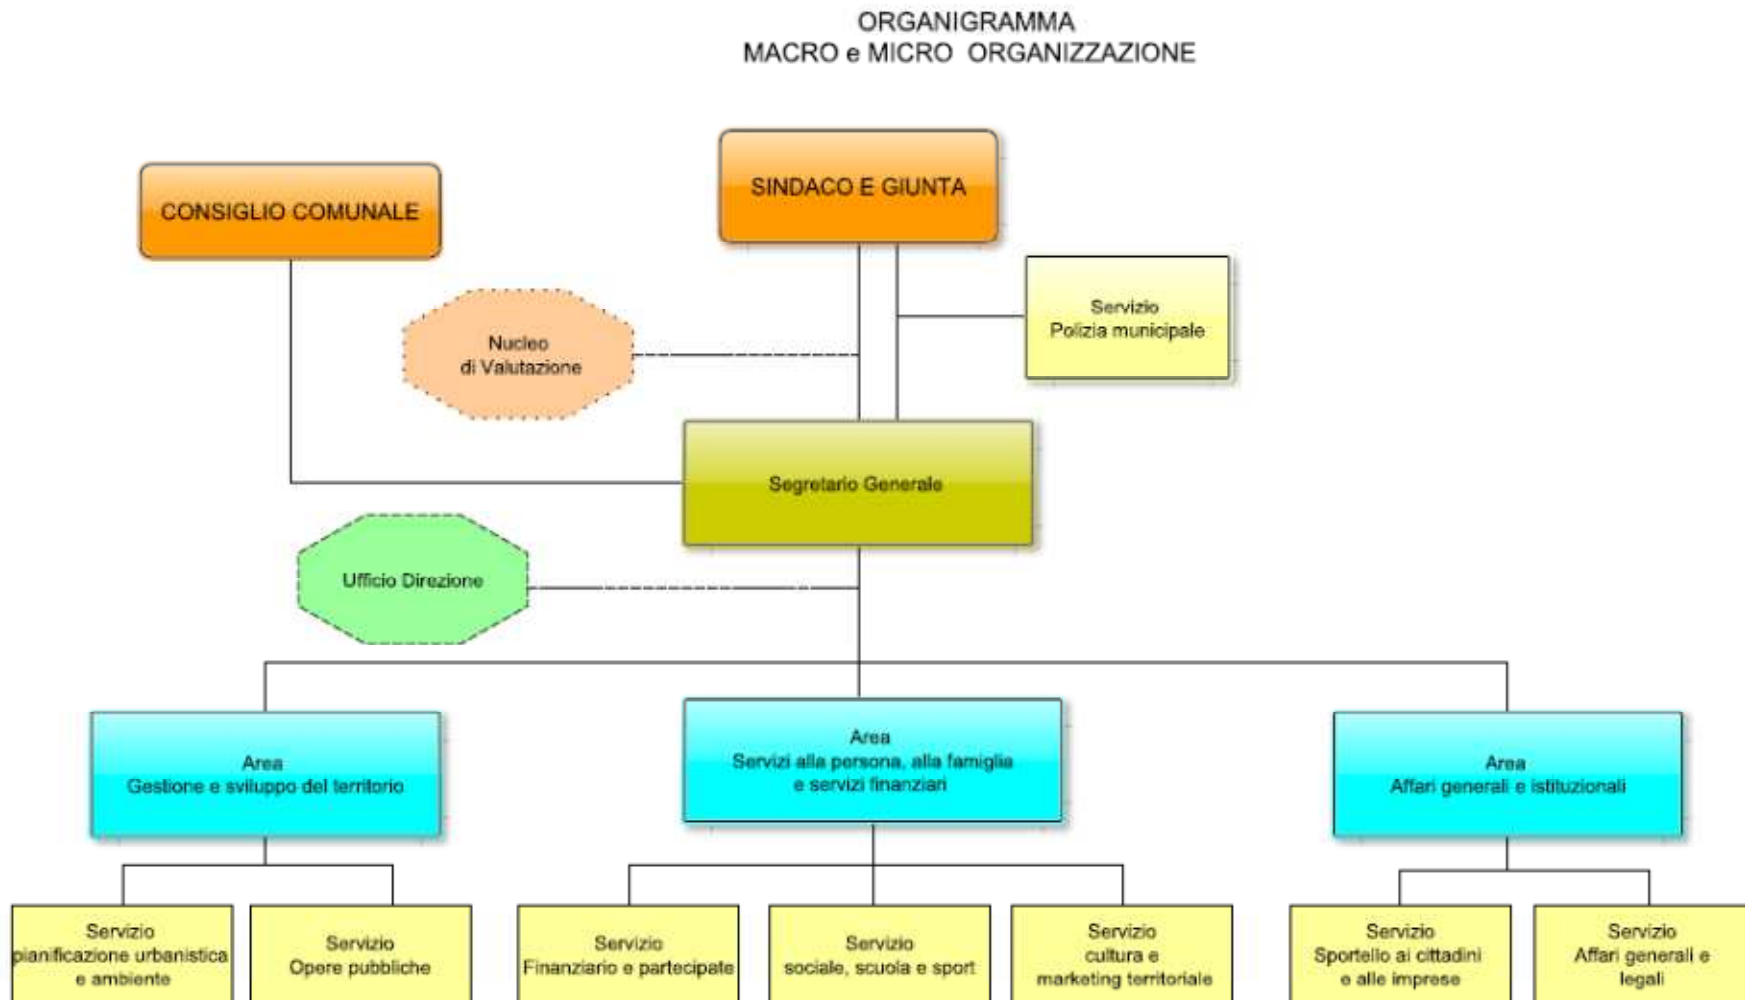 ORGANIGRAMMA
MACRO e MICRO ORGANIZZAZIONE
SINDACO E GIUNTA
CONSIGLIO COMUNALE
Servizio
Polizia municipale
Nucleo
di Valutazione
Segretario Generale
Ufficio Direzione
Area
Gestione e sviluppo del territorio
Area
Servizi alla persona, alla famiglia
e servizi finanziari
Area
Affari generali e istituzionali
Servizio
pianificazione urbanistica
e ambiente
Servizio
Opere pubbliche
Servizio
Finanziario e partecipate
Servizio
sociale, scuola e sport
Servizio
cultura e
marketing territoriale
Servizio
Sportello ai cittadini
e alle imprese
Servizio
Affari generali e
legali